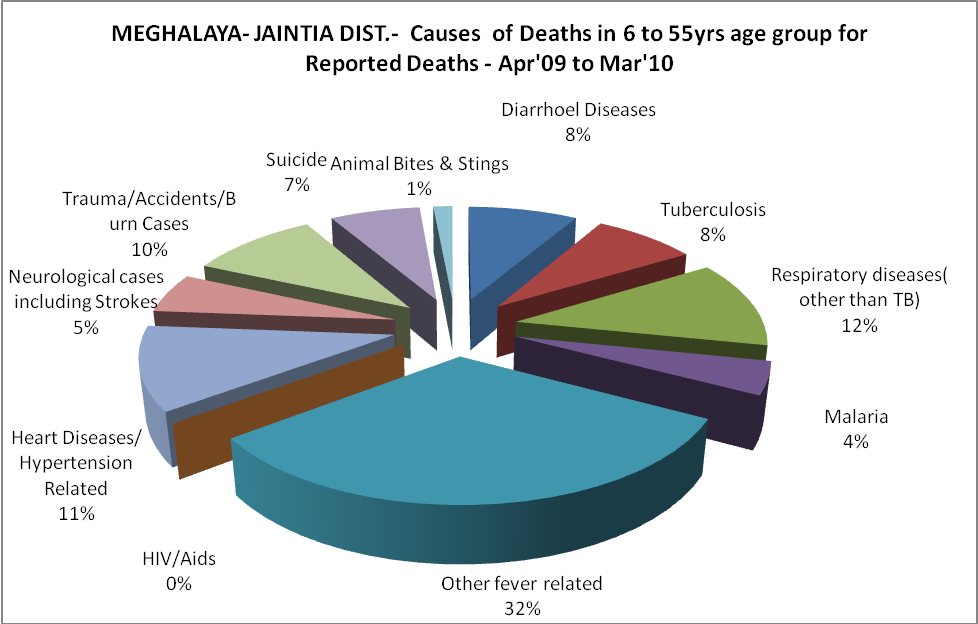 MEGHALAYA- JAINTIA DIST.-  Causes  of Deaths in 6 to 55yrs age group for
Reported Deaths - Apr'09 to Mar'10
Diarrhoel Diseases
8%
Tuberculosis
8%
Respiratory diseases(
other than TB)
12%
Malaria
4%
Other fever related
32%
HIV/Aids
0%
Heart Diseases/
Hypertension
Related
11%
Neurological cases
including Strokes
5%
Trauma/Accidents/B
urn Cases
10%
Suicide
7%
Animal Bites & Stings
1%